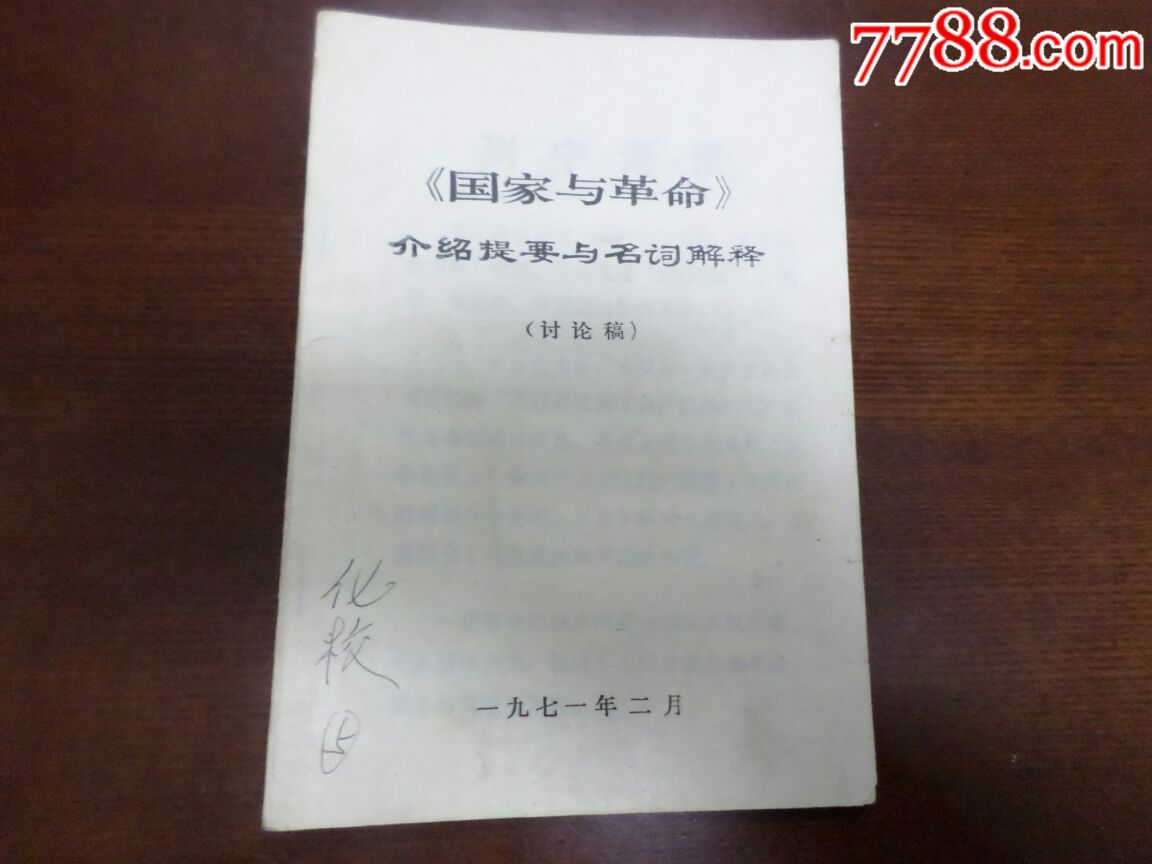 7788.com
《国家与革命》
介绍提要与名词解释
（讨论稿）
化
校
⑤
一九七一年二月